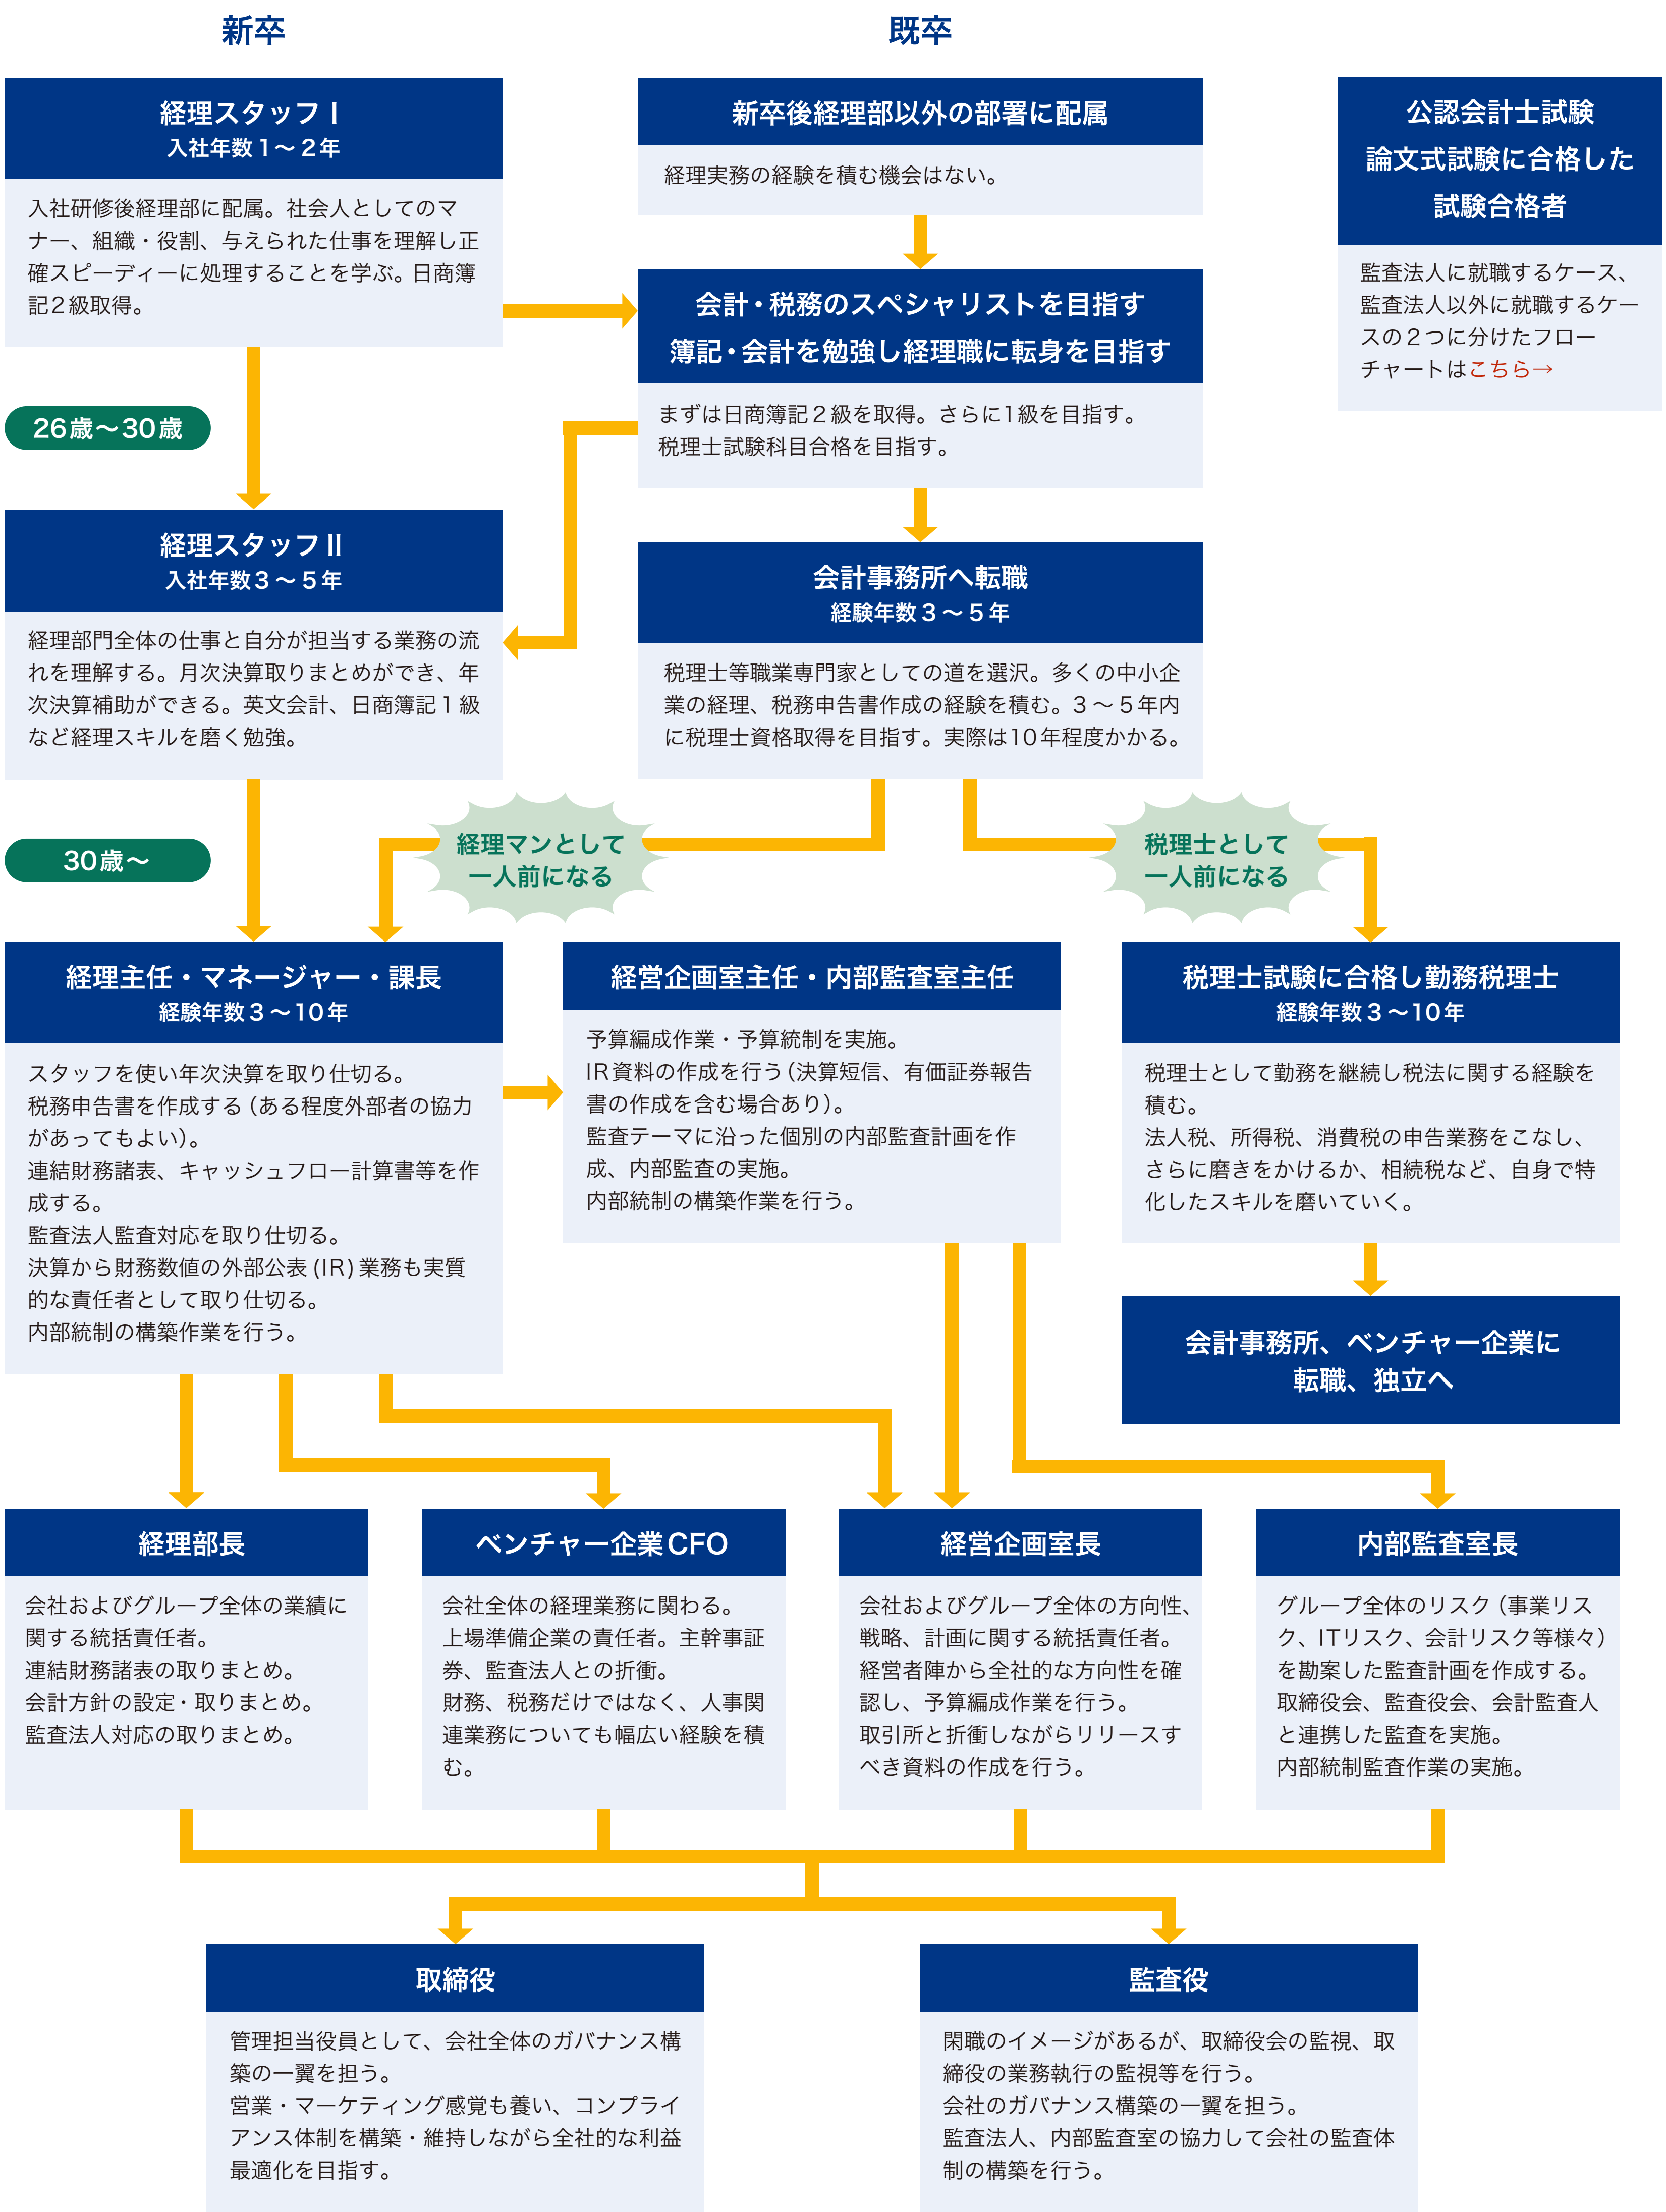 新卒
既卒
経理スタッフⅠ
入社年数１～２年
入社研修後経理部に配属。社会人としてのマ
ナー、組織・役割、与えられた仕事を理解し正
確スピーディーに処理することを学ぶ。日商簿
記２級取得。
新卒後経理部以外の部署に配属
経理実務の経験を積む機会はない。
公認会計士試験
論文式試験に合格した
試験合格者
監査法人に就職するケース、
監査法人以外に就職するケー
スの２つに分けたフロー
チャートはこちら→
会計・税務のスペシャリストを目指す
簿記・会計を勉強し経理職に転身を目指す
まずは日商簿記２級を取得。さらに1級を目指す。
税理士試験科目合格を目指す。
26歳～30歳
経理スタッフⅡ
入社年数３～５年
経理部門全体の仕事と自分が担当する業務の流
れを理解する。月次決算取りまとめができ、年
次決算補助ができる。英文会計、日商簿記１級
など経理スキルを磨く勉強。
会計事務所へ転職
経験年数３～５年
税理士等職業専門家としての道を選択。多くの中小企
業の経理、税務申告書作成の経験を積む。３～５年内
に税理士資格取得を目指す。実際は10年程度かかる。
30歳～
経理マンとして
一人前になる
税理士として
一人前になる
経理主任・マネージャー・課長
経験年数３～10年
スタッフを使い年次決算を取り仕切る。
税務申告書を作成する（ある程度外部者の協力
があってもよい）。
連結財務諸表、キャッシュフロー計算書等を作
成する。
監査法人監査対応を取り仕切る。
決算から財務数値の外部公表(IR)業務も実質
的な責任者として取り仕切る。
内部統制の構築作業を行う。
経営企画室主任・内部監査室主任
予算編成作業・予算統制を実施。
IR資料の作成を行う（決算短信、有価証券報告
書の作成を含む場合あり）。
監査テーマに沿った個別の内部監査計画を作
成、内部監査の実施。
内部統制の構築作業を行う。
税理士試験に合格し勤務税理士
経験年数３～10年
税理士として勤務を継続し税法に関する経験を
積む。
法人税、所得税、消費税の申告業務をこなし、
さらに磨きをかけるか、相続税など、自身で特
化したスキルを磨いていく。
会計事務所、ベンチャー企業に
転職、独立へ
経理部長
会社およびグループ全体の業績に
関する統括責任者。
連結財務諸表の取りまとめ。
会計方針の設定・取りまとめ。
監査法人対応の取りまとめ。
ベンチャー企業CFO
会社全体の経理業務に関わる。
上場準備企業の責任者。主幹事証
券、監査法人との折衝。
財務、税務だけではなく、人事関
連業務についても幅広い経験を積
む。
経営企画室長
会社およびグループ全体の方向性、
戦略、計画に関する統括責任者。
経営者陣から全社的な方向性を確
認し、予算編成作業を行う。
取引所と折衝しながらリリースす
べき資料の作成を行う。
内部監査室長
グループ全体のリスク（事業リス
ク、ITリスク、会計リスク等様々）
を勘案した監査計画を作成する。
取締役会、監査役会、会計監査人
と連携した監査を実施。
内部統制監査作業の実施。
取締役
管理担当役員として、会社全体のガバナンス構
築の一翼を担う。
営業・マーケティング感覚も養い、コンプライ
アンス体制を構築・維持しながら全社的な利益
最適化を目指す。
監査役
閑職のイメージがあるが、取締役会の監視、取
締役の業務執行の監視等を行う。
会社のガバナンス構築の一翼を担う。
監査法人、内部監査室の協力して会社の監査体
制の構築を行う。